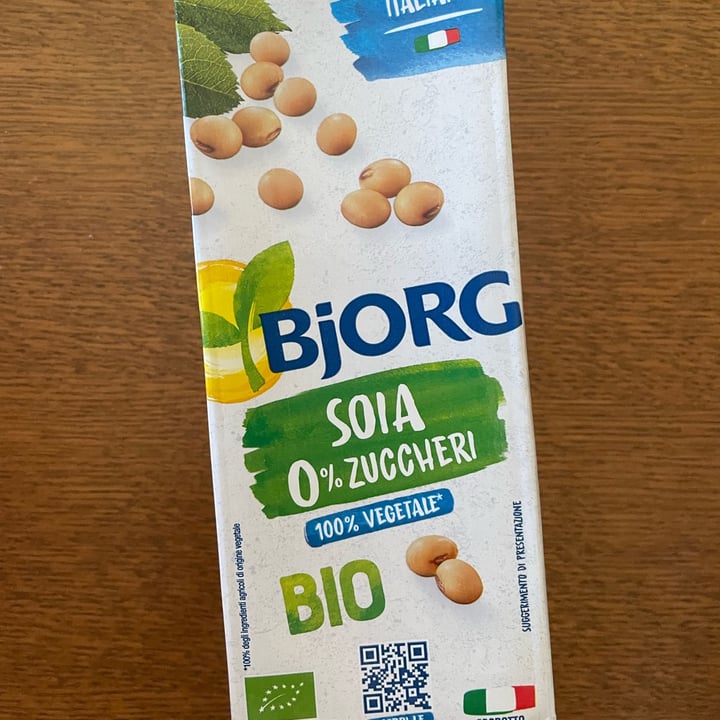 BjORG
SOIA
0% ZUCCHERI
100% VEGETALE*
BIO
*100% degli ingredienti agricoli di origine vegetale
SUGGERIMENTO DI PRESENTAZIONE